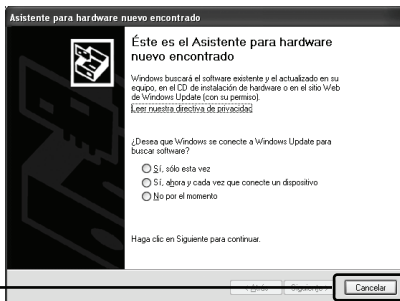 Asistente para hardware nuevo encontrado
Éste es el Asistente para hardware
nuevo encontrado
Windows buscará el software existente y el actualizado en su
equipo, en el CD de instalación de hardware o en el sitio Web
de Windows Update (con su permiso).
Leer nuestra directiva de privacidad
¿Desea que Windows se conecte a Windows Update para
buscar software?
Sí, sólo esta vez
Sí, ahora y cada vez que conecte un dispositivo
No por el momento
Haga clic en Siguiente para continuar.
< Atrás Siguiente > Cancelar